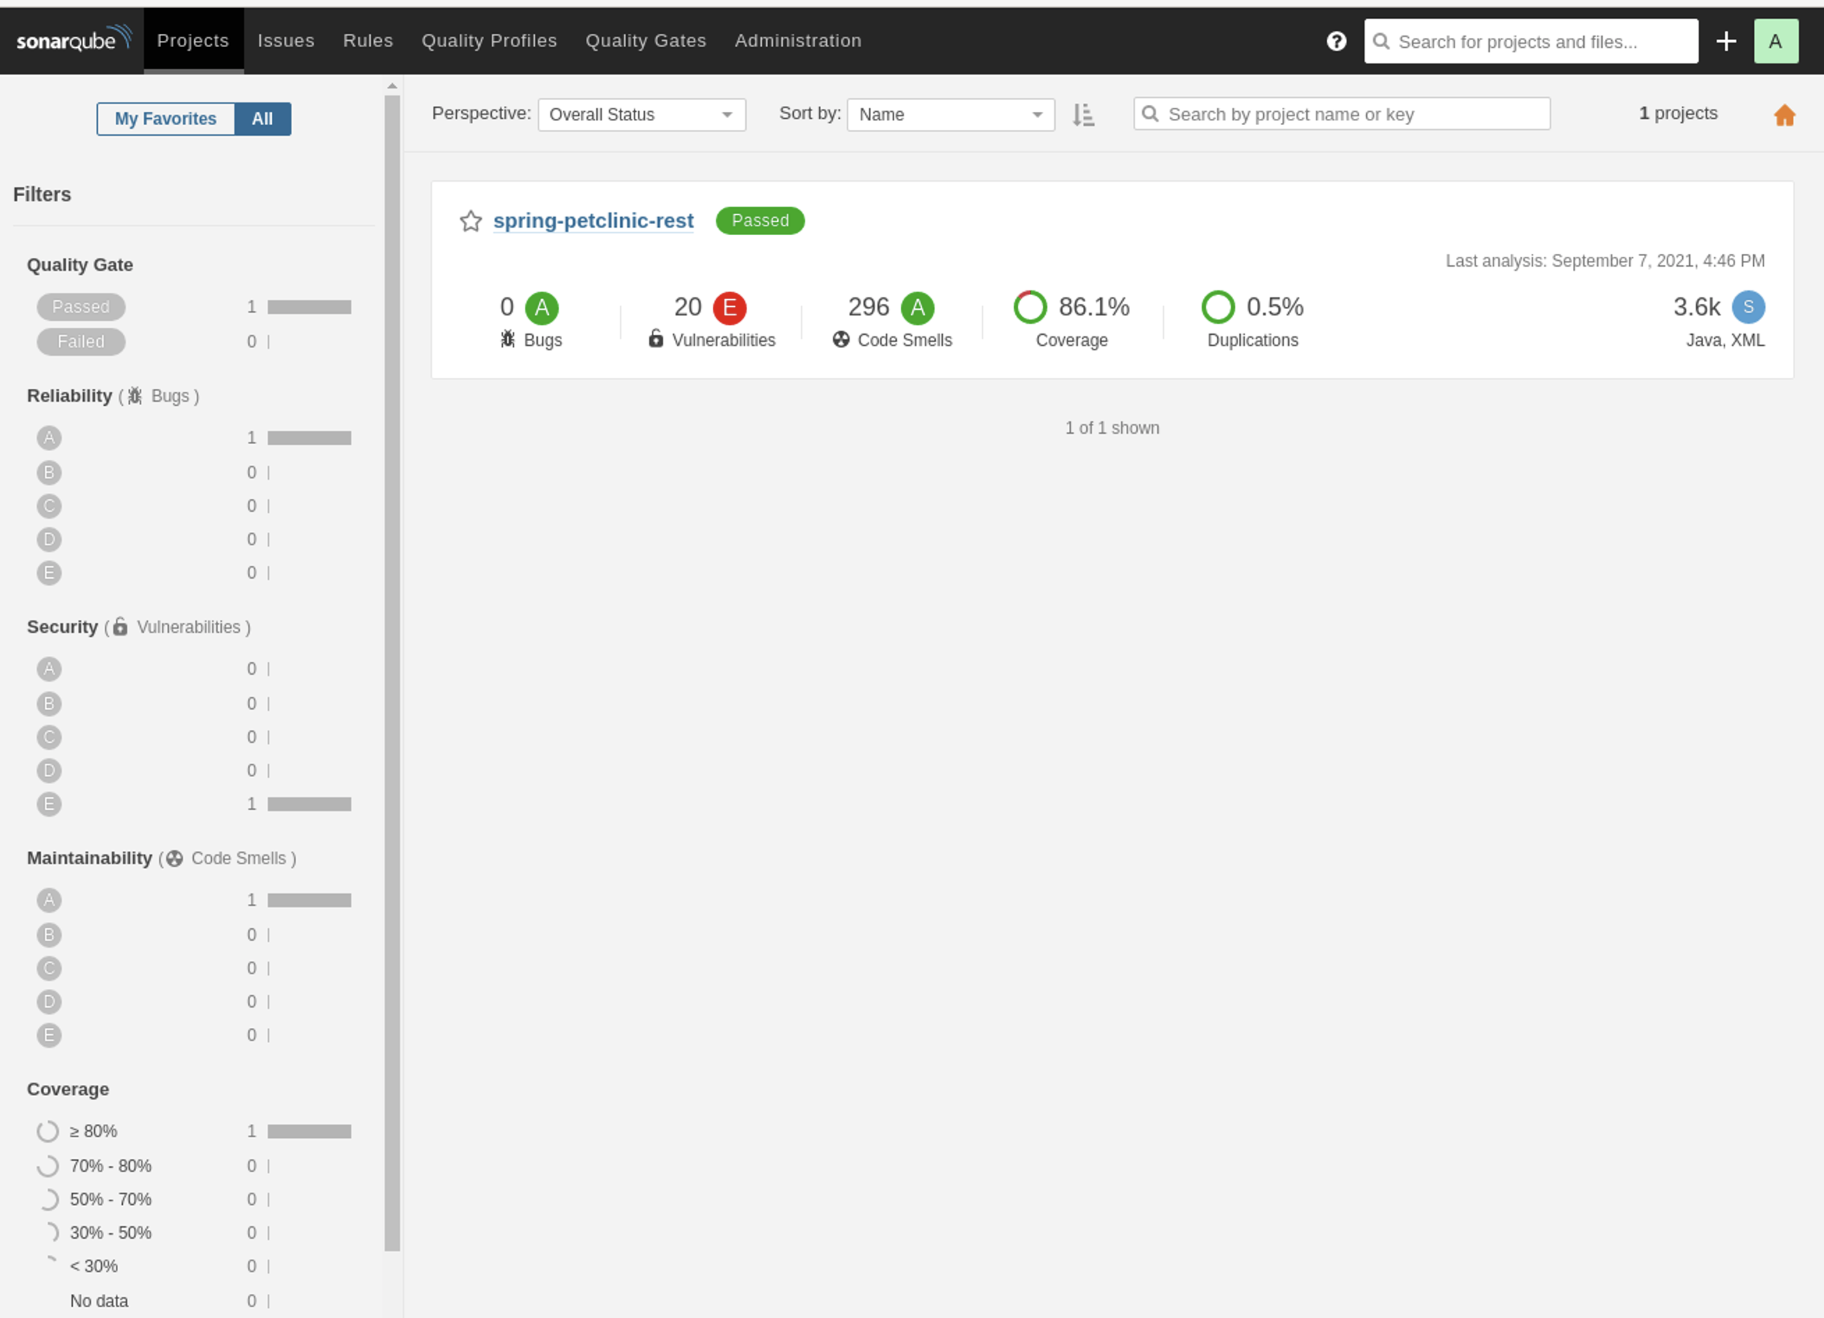 sonarqube Projects Issues Rules Quality Profiles Quality Gates Administration ? Search for projects and files... + A
My Favorites All
Filters
Quality Gate
Passed 1
Failed 0
Reliability ( Bugs )
A 1
B 0
C 0
D 0
E 0
Security ( Vulnerabilities )
A 0
B 0
C 0
D 0
E 1
Maintainability ( Code Smells )
A 1
B 0
C 0
D 0
E 0
Coverage
≥ 80% 1
70% - 80% 0
50% - 70% 0
30% - 50% 0
< 30% 0
No data 0
Perspective: Overall Status Sort by: Name Search by project name or key 1 projects
spring-petclinic-rest Passed
Last analysis: September 7, 2021, 4:46 PM
0 A 20 E 296 A 86.1% 0.5% 3.6k S
Bugs Vulnerabilities Code Smells Coverage Duplications Java, XML
1 of 1 shown